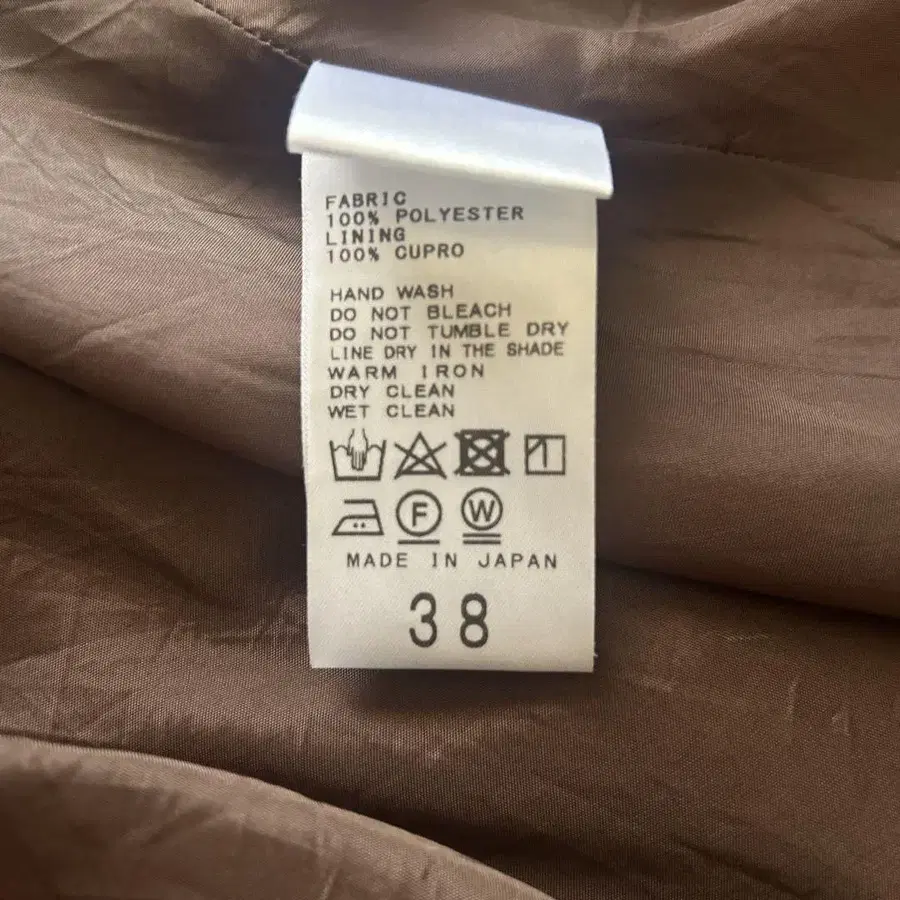 FABRIC
100% POLYESTER
LINING
100% CUPRO
HAND WASH
DO NOT BLEACH
DO NOT TUMBLE DRY
LINE DRY IN THE SHADE
WARM IRON
DRY CLEAN
WET CLEAN
F W
MADE IN JAPAN
38